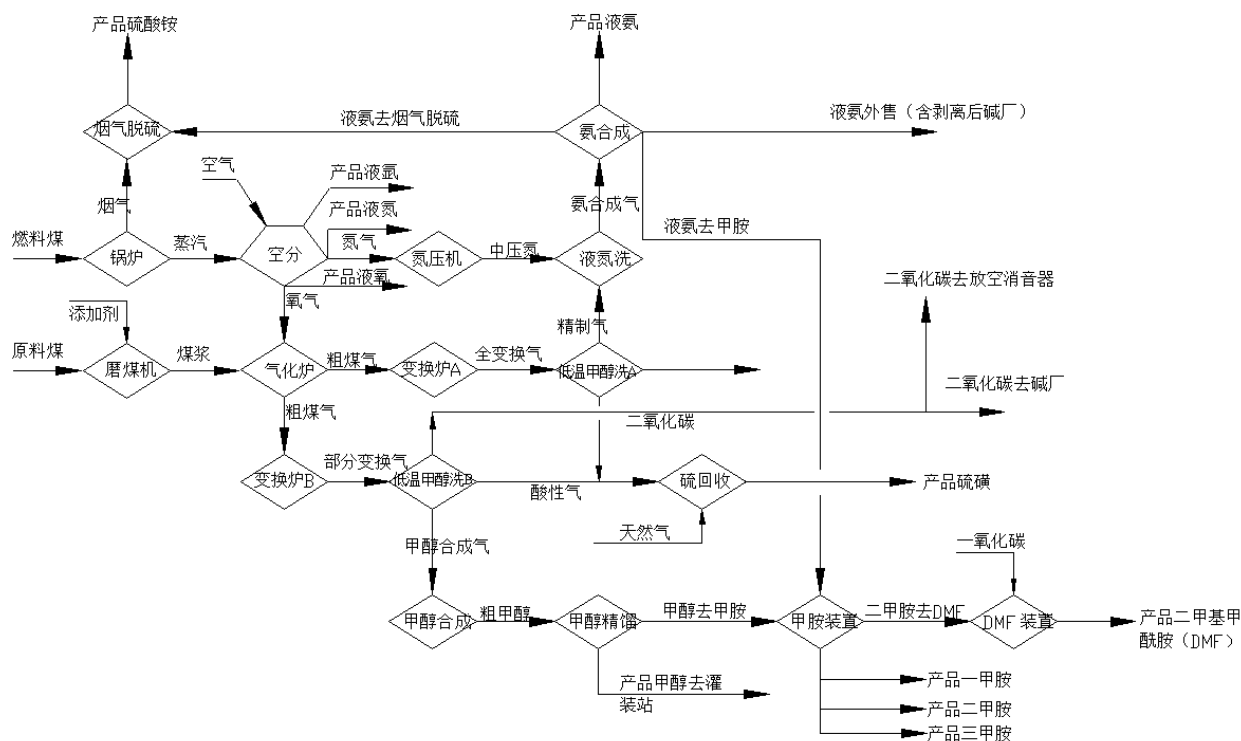 产品硫酸铵
产品液氨
烟气脱硫
液氨去烟气脱硫
氨合成
液氨外售（含剥离后碱厂）
空气
产品液氩
烟气
产品液氮
氨合成气
燃料煤
锅炉
蒸汽
空分
氮气
氮压机
中压氮
液氮洗
液氨去甲胺
产品液氧
二氧化碳去放空消音器
添加剂
氧气
精制气
原料煤
磨煤机
煤浆
气化炉
粗煤气
变换炉A
全变换气
低温甲醇洗A
二氧化碳去碱厂
粗煤气
二氧化碳
变换炉B
部分变换气
低温甲醇洗B
酸性气
硫回收
产品硫磺
天然气
甲醇合成气
一氧化碳
甲醇合成
粗甲醇
甲醇精馏
甲醇去甲胺
甲胺装置
二甲胺去DMF
DMF装置
产品二甲基甲
酰胺（DMF）
产品甲醇去灌
装站
产品一甲胺
产品二甲胺
产品三甲胺